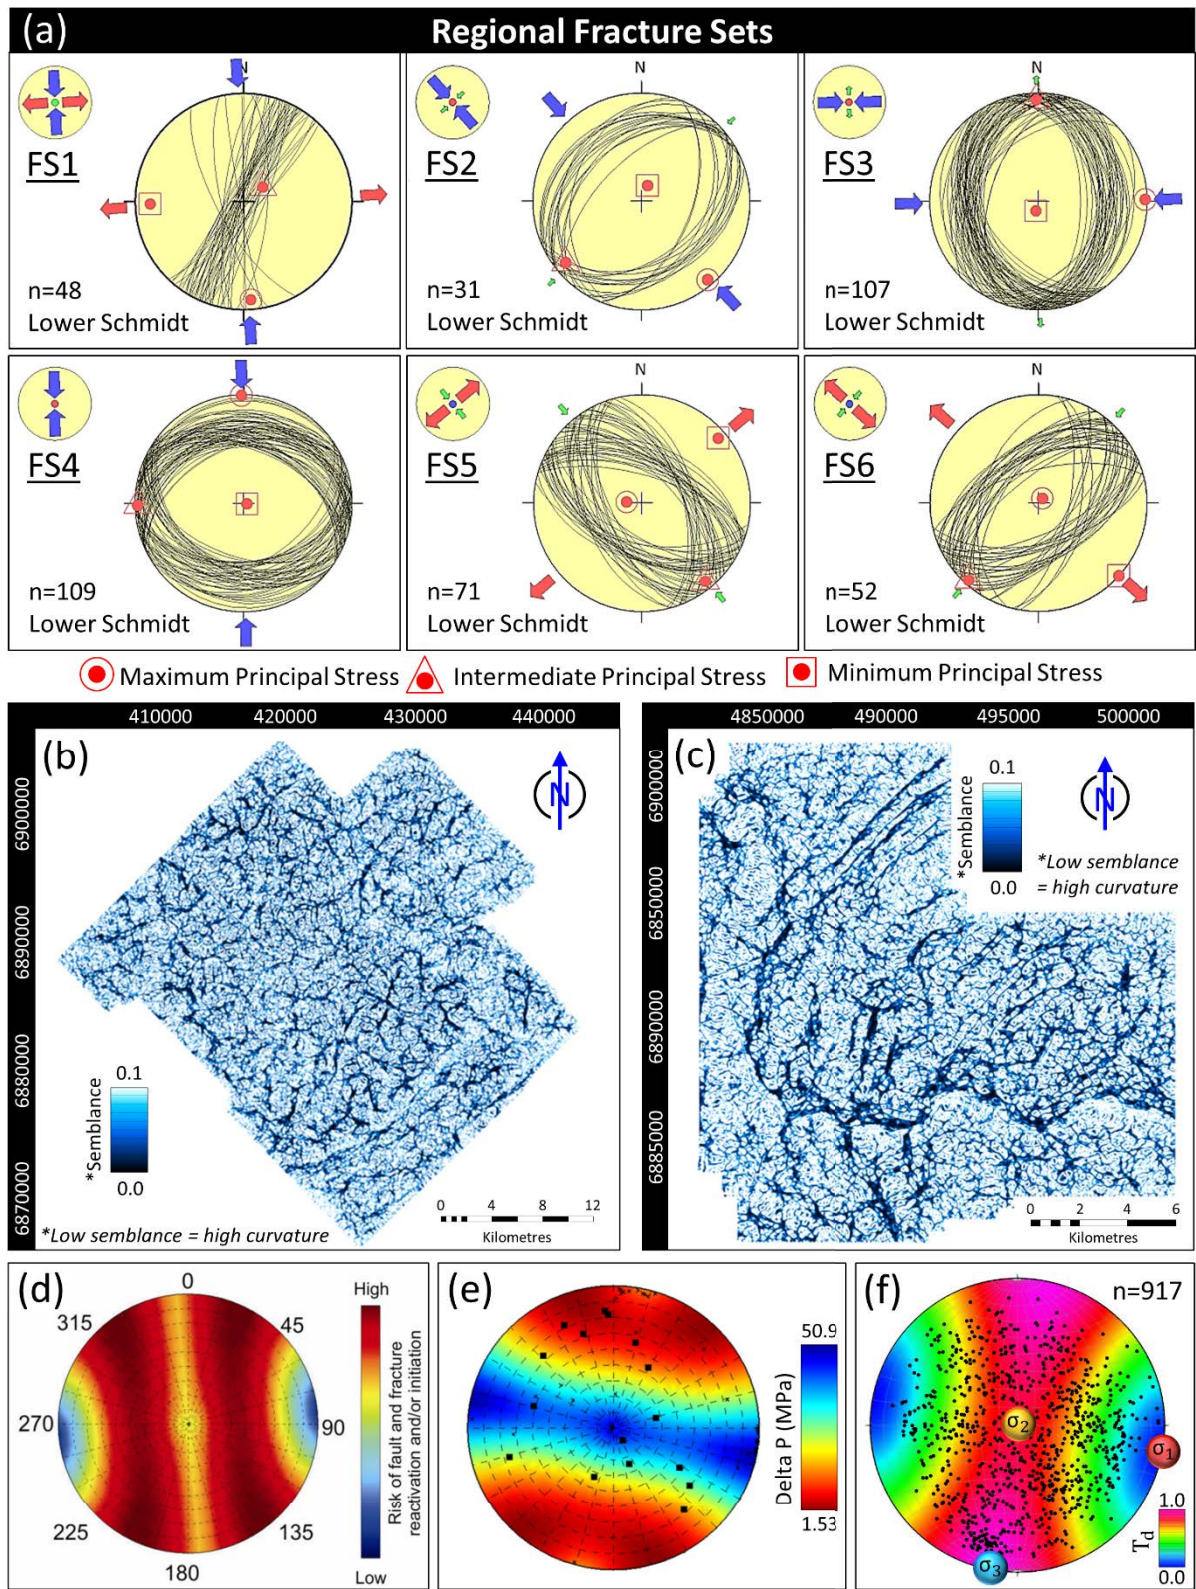 (a) Regional Fracture Sets
N
FS1
n=48
Lower Schmidt
N
FS2
n=31
Lower Schmidt
FS3
n=107
Lower Schmidt
FS4
n=109
Lower Schmidt
N
FS5
n=71
Lower Schmidt
N
FS6
n=52
Lower Schmidt
Maximum Principal Stress
Intermediate Principal Stress
Minimum Principal Stress
410000 420000 430000 440000
(b)
N
6900000
6890000
6880000
6870000
0.1
*Semblance
0.0
*Low semblance = high curvature
0 4 8 12
Kilometres
4850000 490000 495000 500000
(c)
N
6900000
6850000
6890000
6885000
0.1
*Semblance
0.0
*Low semblance
= high curvature
0 2 4 6
Kilometres
(d)
0
45
90
135
180
225
270
315
High
Risk of fault and fracture
reactivation and/or initiation
Low
(e)
50.9
Delta P (MPa)
1.53
(f)
n=917
σ2
σ1
σ3
1.0
Td
0.0